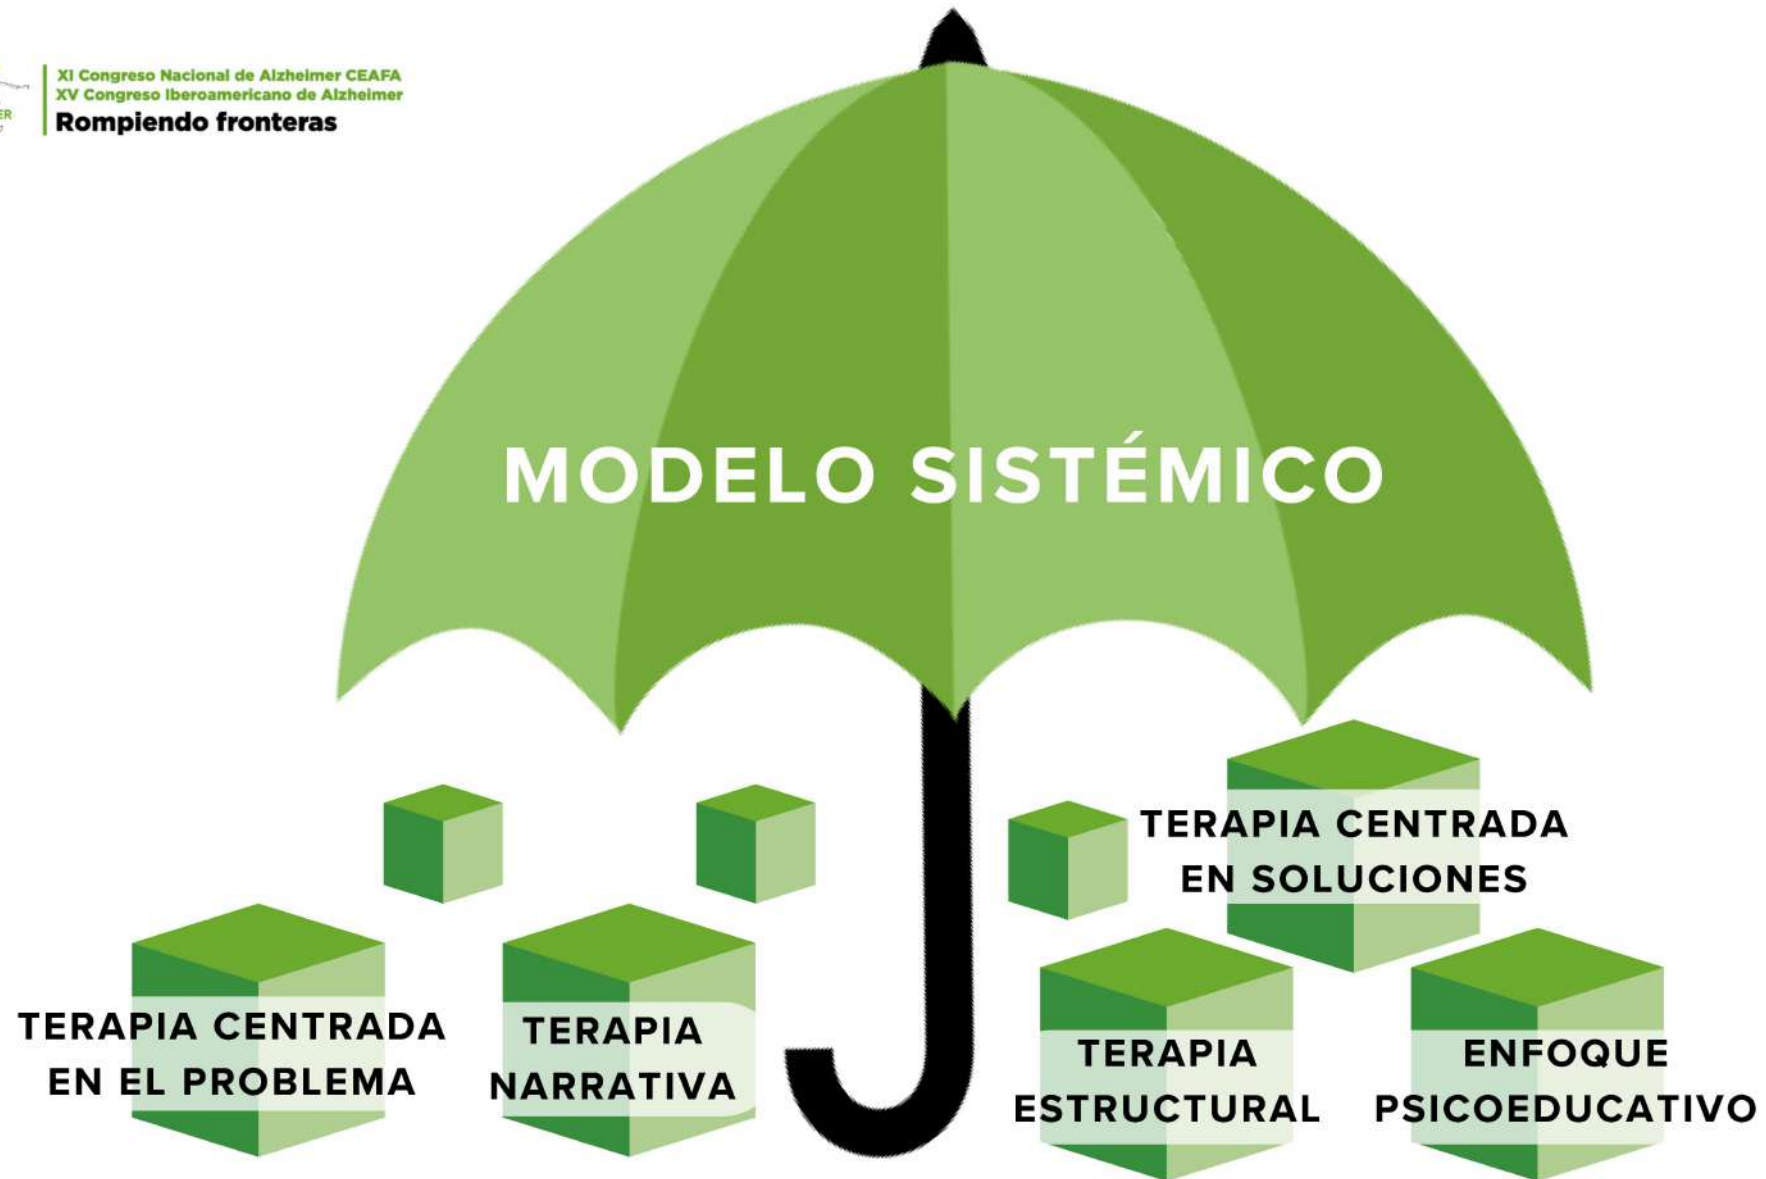 XI Congreso Nacional de Alzheimer CEAFA
XV Congreso Iberoamericano de Alzheimer
Rompiendo fronteras
MODELO SISTÉMICO
TERAPIA CENTRADA
EN SOLUCIONES
TERAPIA CENTRADA
EN EL PROBLEMA
TERAPIA
NARRATIVA
TERAPIA
ESTRUCTURAL
ENFOQUE
PSICOEDUCATIVO